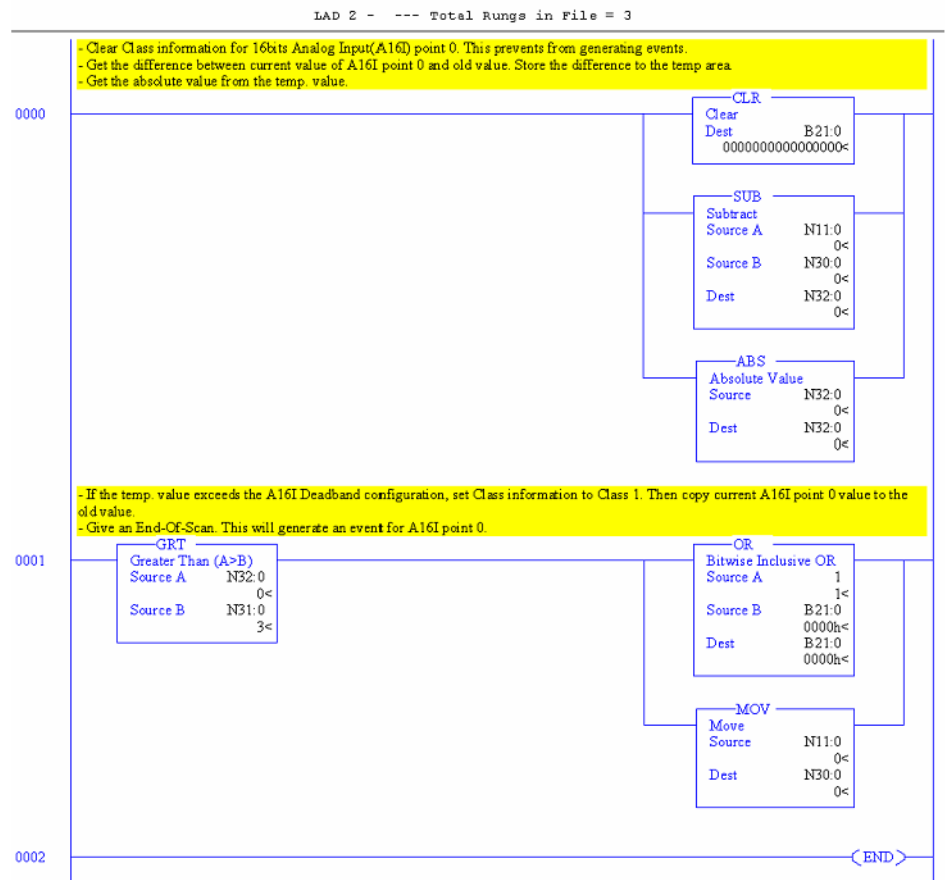 LAD 2 - --- Total Rungs in File = 3
- Clear Class information for 16bits Analog Input(A16I) point 0. This prevents from generating events.
- Get the difference between current value of A16I point 0 and old value. Store the difference to the temp area.
- Get the absolute value from the temp. value.
0000
CLR
Clear
Dest B21:0
0000000000000000<
SUB
Subtract
Source A N11:0
0<
Source B N30:0
0<
Dest N32:0
0<
ABS
Absolute Value
Source N32:0
0<
Dest N32:0
0<
- If the temp. value exceeds the A16I Deadband configuration, set Class information to Class 1. Then copy current A16I point 0 value to the
old value.
- Give an End-Of-Scan. This will generate an event for A16I point 0.
0001
GRT
Greater Than (A>B)
Source A N32:0
0<
Source B N31:0
3<
OR
Bitwise Inclusive OR
Source A 1
1<
Source B B21:0
0000h<
Dest B21:0
0000h<
MOV
Move
Source N11:0
0<
Dest N30:0
0<
0002
END